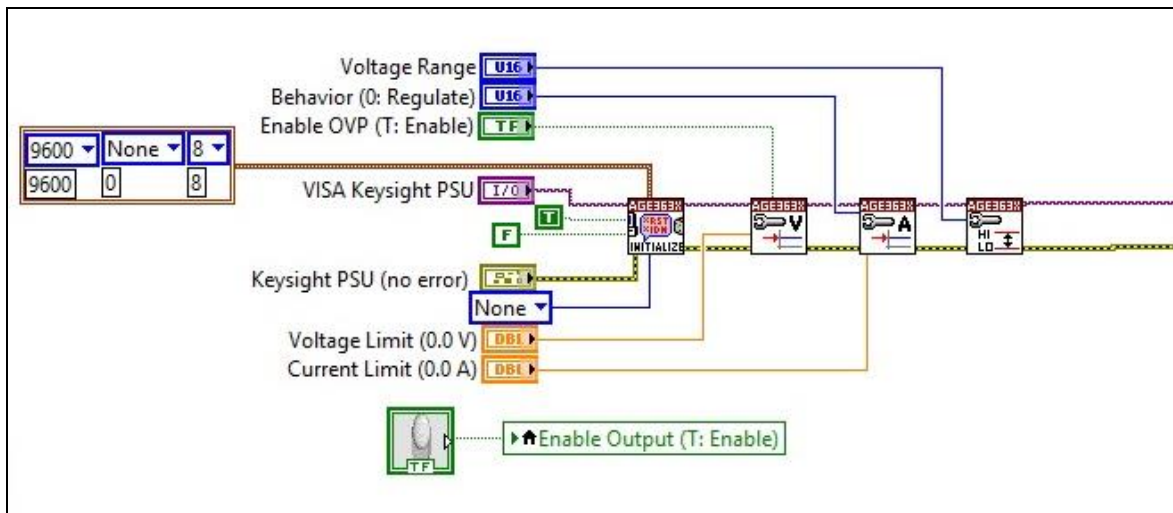 Voltage Range U16
Behavior (0: Regulate) U16
Enable OVP (T: Enable) TF
9600 None 8
9600 0 8
VISA Keysight PSU I/O
T
F
AGE363X AGE363X AGE363X AGE363X
XRST
XIDN
V A HI
LO
INITIALIZE
Keysight PSU (no error)
None
Voltage Limit (0.0 V) DBL
Current Limit (0.0 A) DBL
TF
Enable Output (T: Enable)